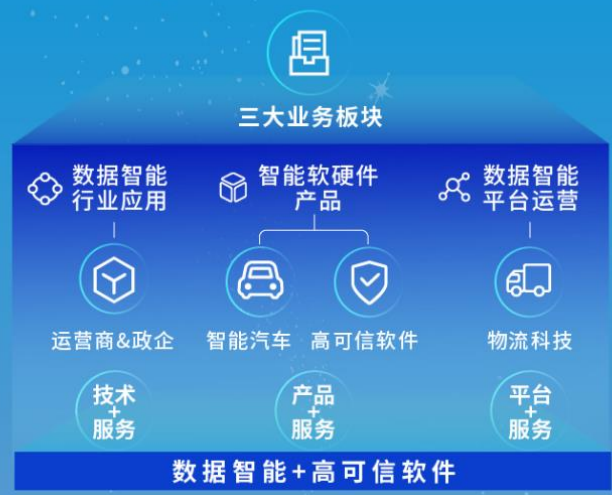 三大业务板块
数据智能
行业应用
智能软硬件
产品
数据智能
平台运营
运营商&政企
智能汽车
高可信软件
物流科技
技术
+
服务
产品
+
服务
平台
+
服务
数据智能+高可信软件